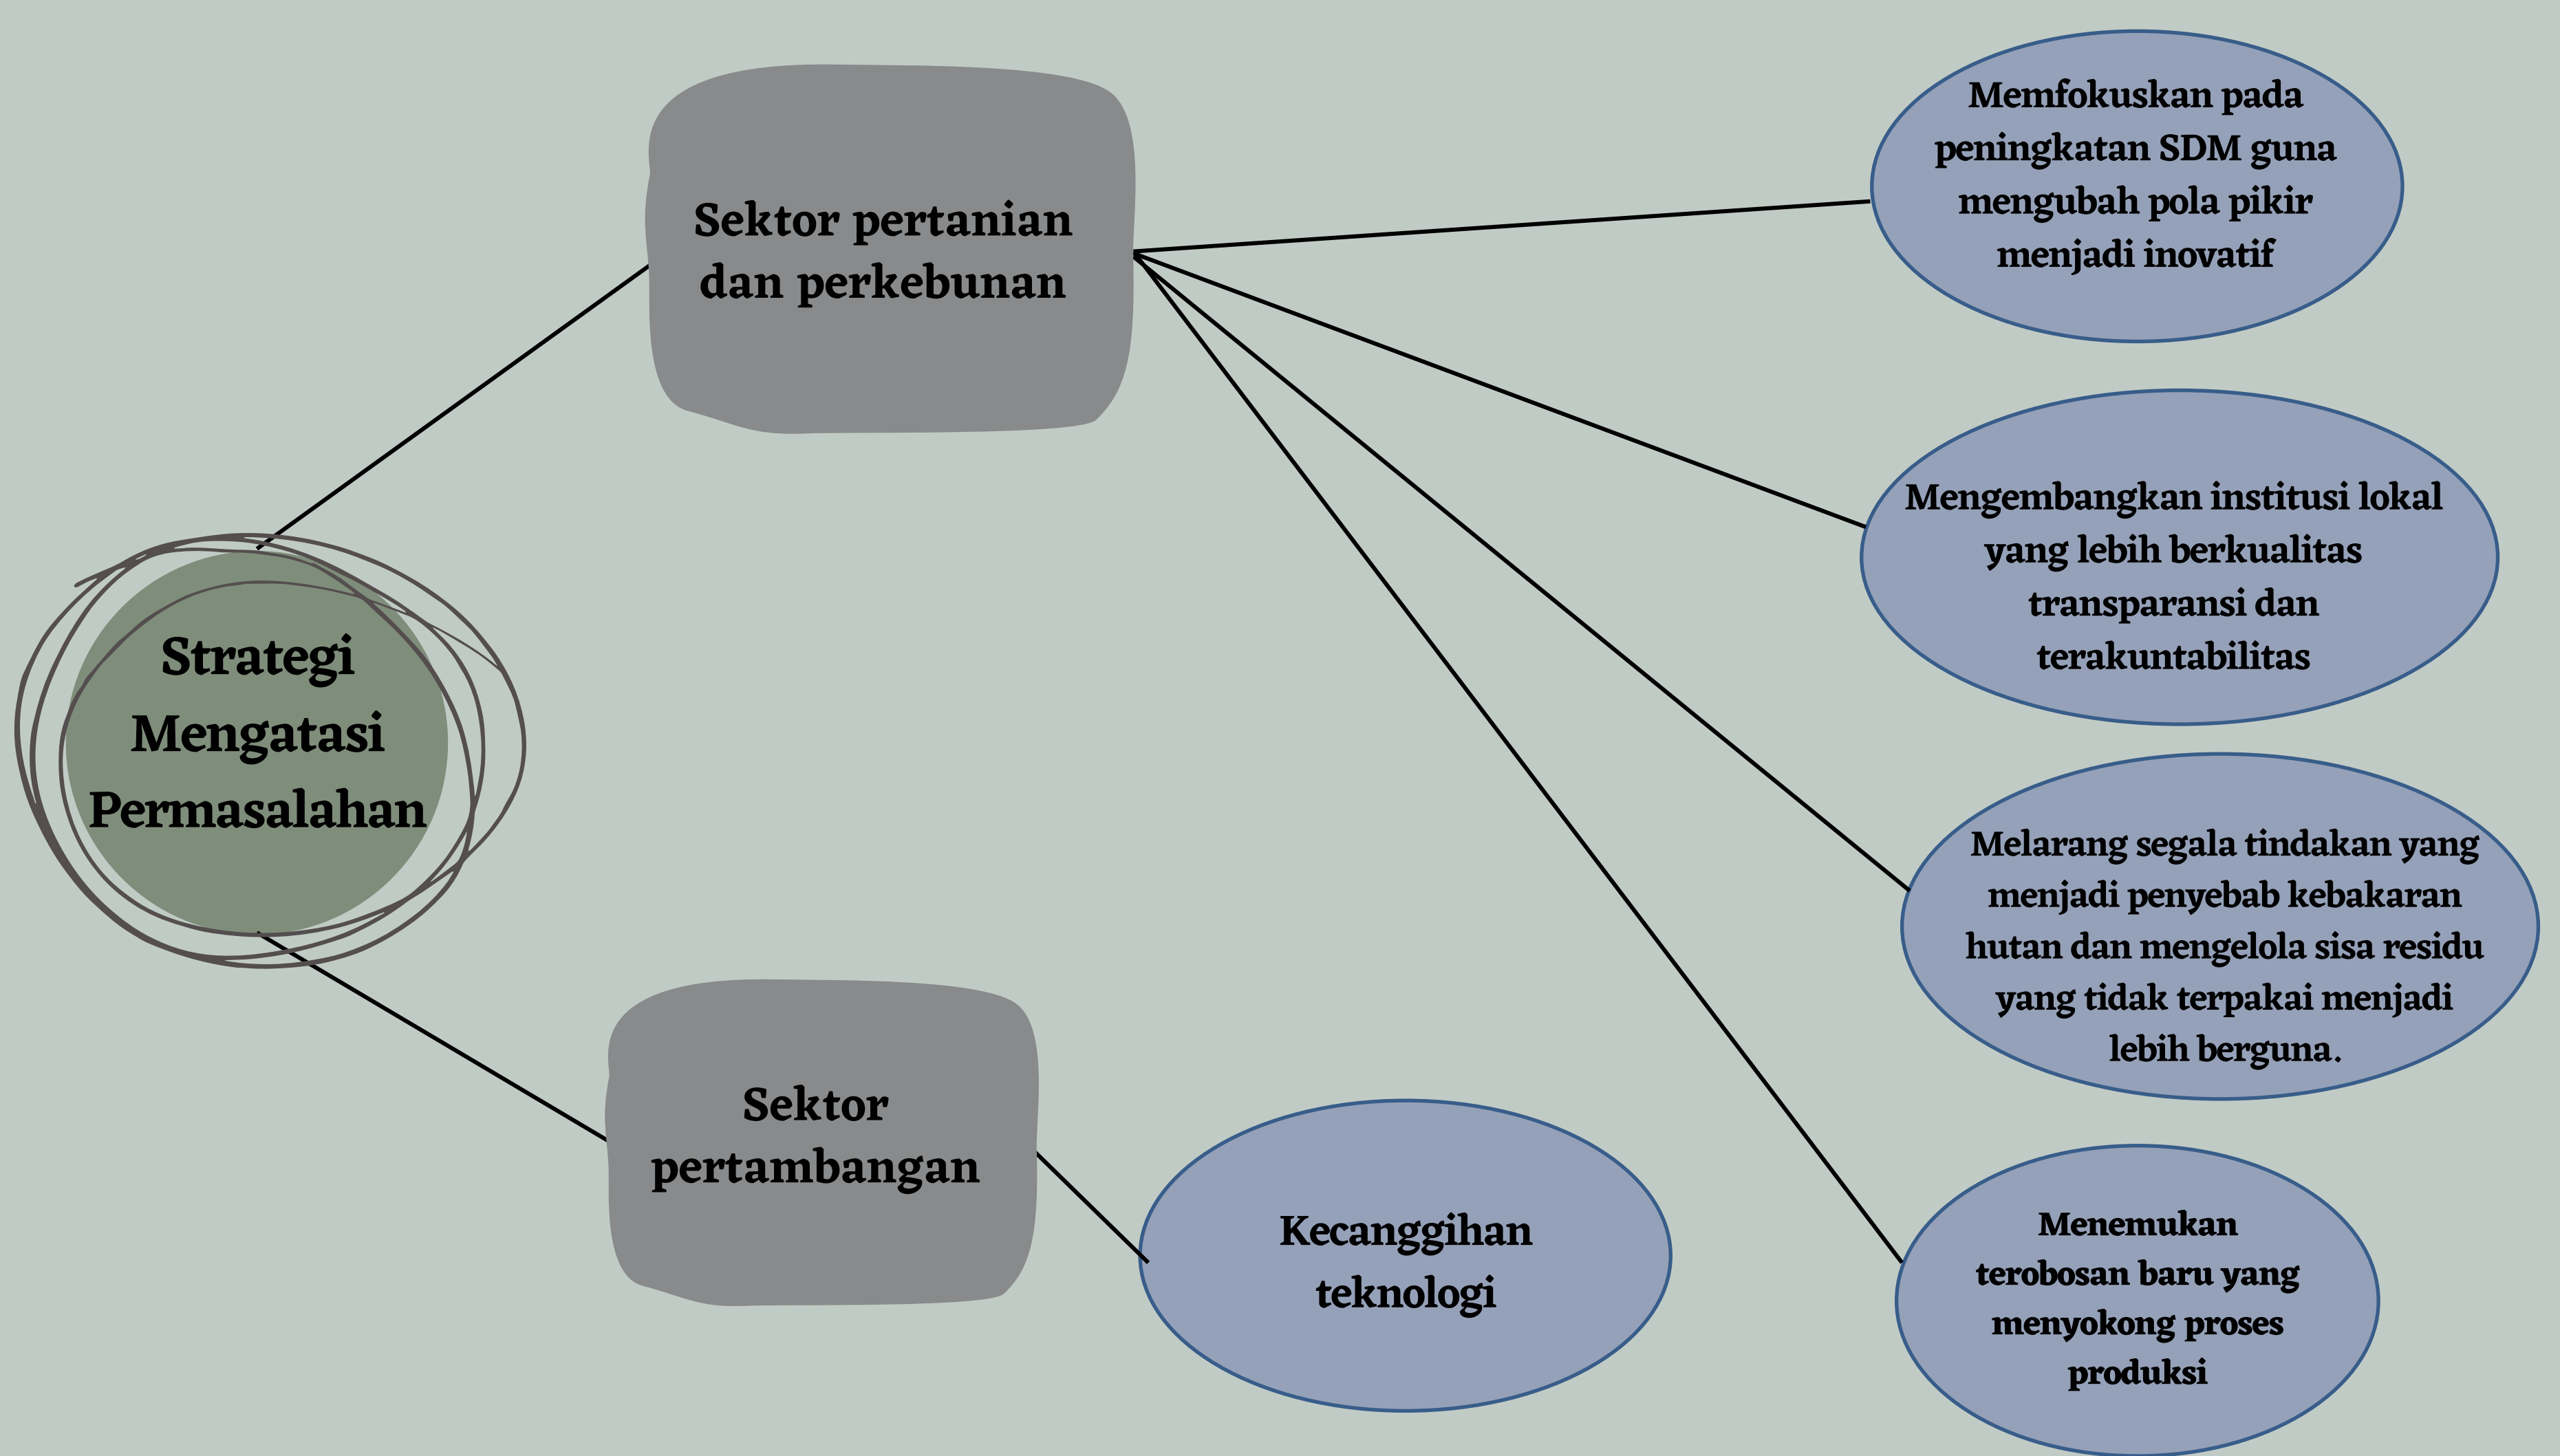 Strategi
Mengatasi
Permasalahan
Sektor pertanian
dan perkebunan
Memfokuskan pada
peningkatan SDM guna
mengubah pola pikir
menjadi inovatif
Mengembangkan institusi lokal
yang lebih berkualitas
transparansi dan
terakuntabilitas
Melarang segala tindakan yang
menjadi penyebab kebakaran
hutan dan mengelola sisa residu
yang tidak terpakai menjadi
lebih berguna.
Menemukan
terobosan baru yang
menyokong proses
produksi
Sektor
pertambangan
Kecanggihan
teknologi